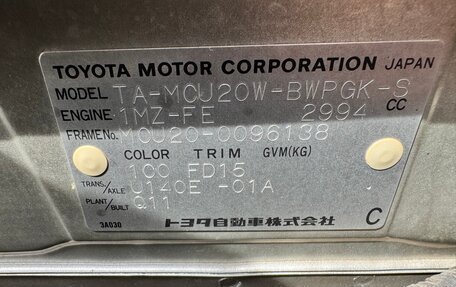 TOYOTA MOTOR CORPORATION JAPAN
MODEL TA-MCU20W-BWPGK-S
ENGINE 1MZ-FE 2994 CC
FRAME No. MCU20-0096138
COLOR TRIM GVM(KG)
100 FD15
TRANS./AXLE U140E -01A
PLANT/BUILT Q11
3A030 トヨタ自動車株式会社 C